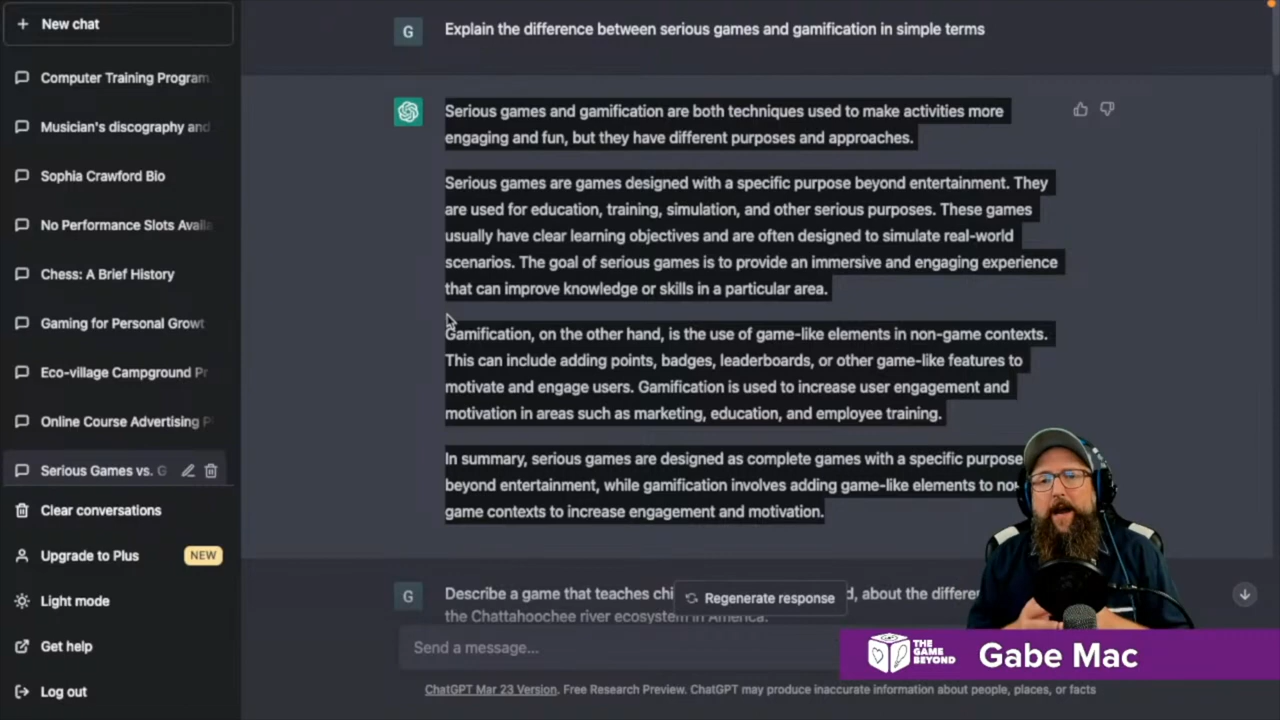 New chat
Computer Training Program
Musician's discography and
Sophia Crawford Bio
No Performance Slots Availa
Chess: A Brief History
Gaming for Personal Growt
Eco-village Campground Pr
Online Course Advertising P
Serious Games vs. G
Clear conversations
Upgrade to Plus NEW
Light mode
Get help
Log out
G Explain the difference between serious games and gamification in simple terms
Serious games and gamification are both techniques used to make activities more
engaging and fun, but they have different purposes and approaches.
Serious games are games designed with a specific purpose beyond entertainment. They
are used for education, training, simulation, and other serious purposes. These games
usually have clear learning objectives and are often designed to simulate real-world
scenarios. The goal of serious games is to provide an immersive and engaging experience
that can improve knowledge or skills in a particular area.
Gamification, on the other hand, is the use of game-like elements in non-game contexts.
This can include adding points, badges, leaderboards, or other game-like features to
motivate and engage users. Gamification is used to increase user engagement and
motivation in areas such as marketing, education, and employee training.
In summary, serious games are designed as complete games with a specific purpose
beyond entertainment, while gamification involves adding game-like elements to no
game contexts to increase engagement and motivation.
G Describe a game that teaches chi d, about the differe
the Chattahoochee river ecosystem in America.
Regenerate response
Send a message...
ChatGPT Mar 23 Version. Free Research Preview. ChatGPT may produce inaccurate information about people, places, or facts
THE
GAME
BEYOND
Gabe Mac